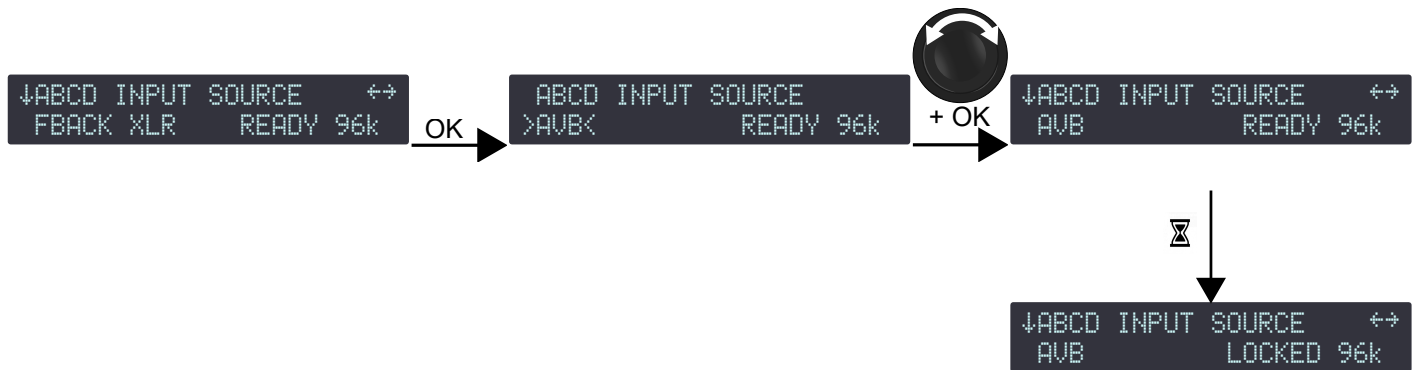 ↓ABCD INPUT SOURCE ←→
FBACK XLR READY 96k
OK
ABCD INPUT SOURCE
>AVB< READY 96k
+ OK
↓ABCD INPUT SOURCE ←→
AVB READY 96k
↓ABCD INPUT SOURCE ←→
AVB LOCKED 96k